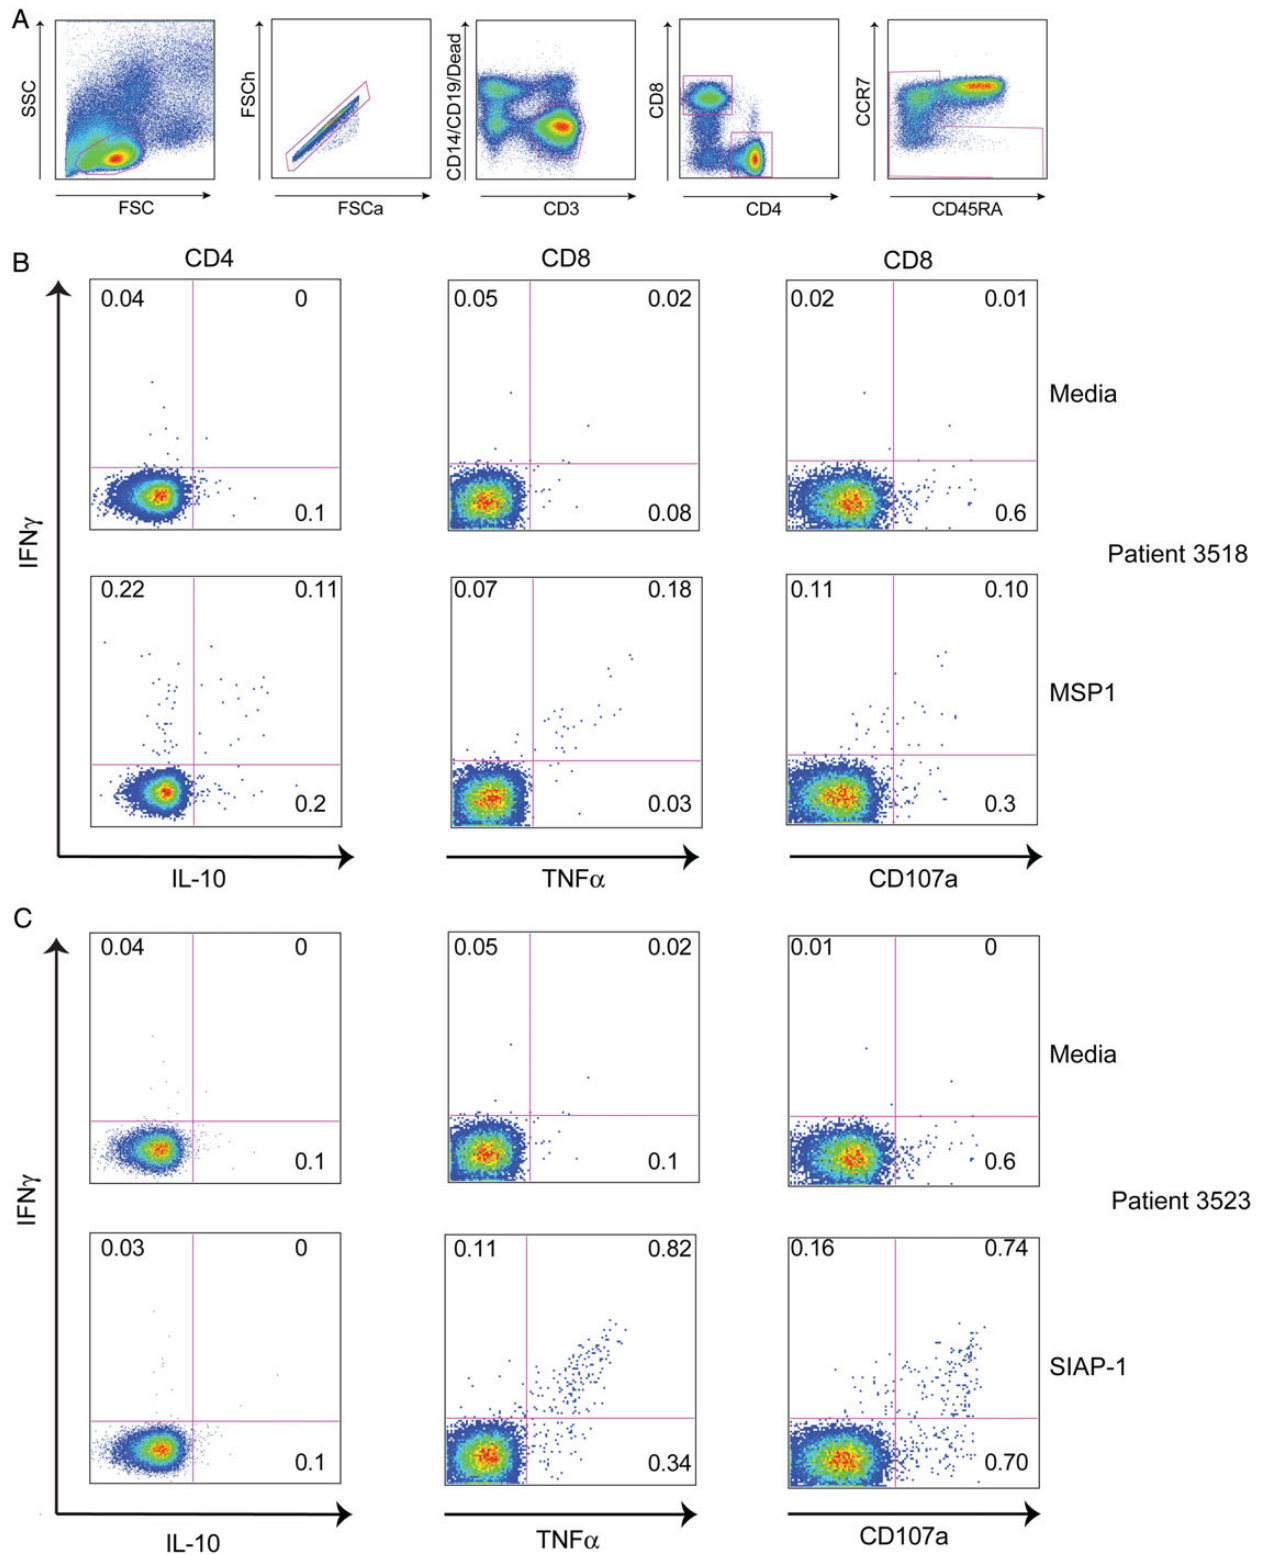 A
SSC
FSC
FSCh
FSCa
CD14/CD19/Dead
CD3
CD8
CD4
CCR7
CD45RA
B
CD4
CD8
CD8
0.04 0
0.1
0.05 0.02
0.08
0.02 0.01
0.6
Media
Patient 3518
0.22 0.11
0.2
0.07 0.18
0.03
0.11 0.10
0.3
MSP1
IFNγ
IL-10
TNFα
CD107a
C
0.04 0
0.1
0.05 0.02
0.1
0.01 0
0.6
Media
Patient 3523
0.03 0
0.1
0.11 0.82
0.34
0.16 0.74
0.70
SIAP-1
IFNγ
IL-10
TNFα
CD107a